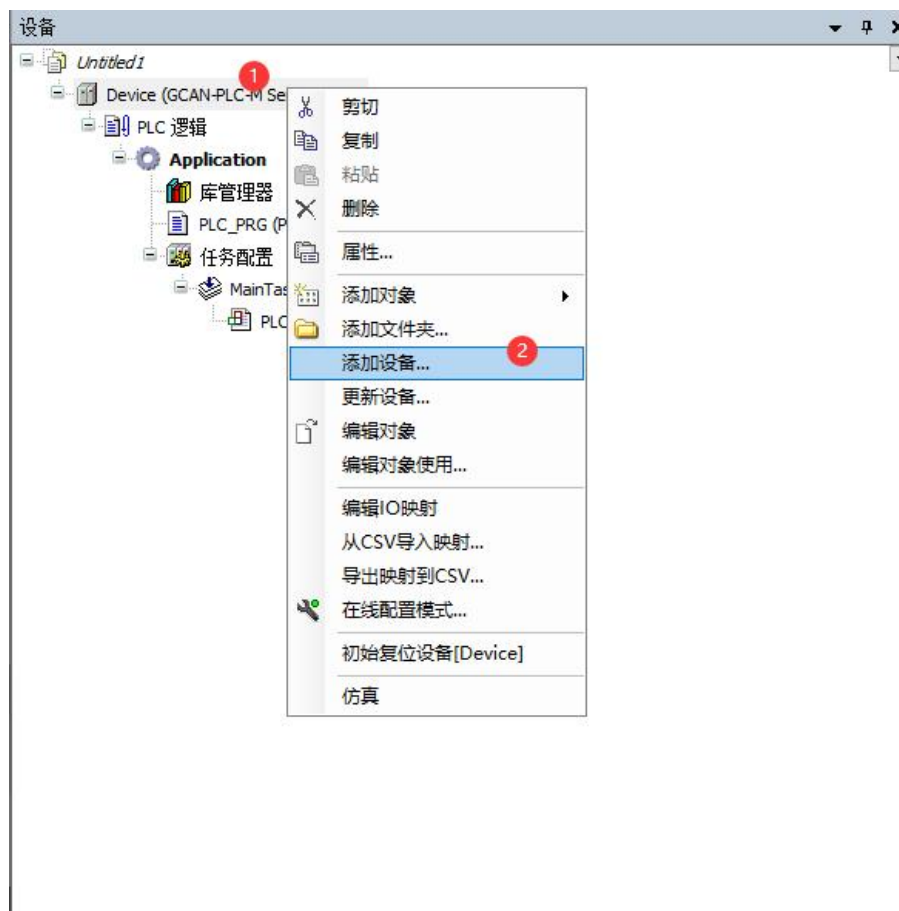 设备
Untitled1
1
Device (GCAN-PLC-M Se
PLC 逻辑
Application
库管理器
PLC_PRG (P
任务配置
MainTas
PLC
剪切
复制
粘贴
删除
属性...
添加对象
添加文件夹...
添加设备...
2
更新设备...
编辑对象
编辑对象使用...
编辑IO映射
从CSV导入映射...
导出映射到CSV...
在线配置模式...
初始复位设备[Device]
仿真